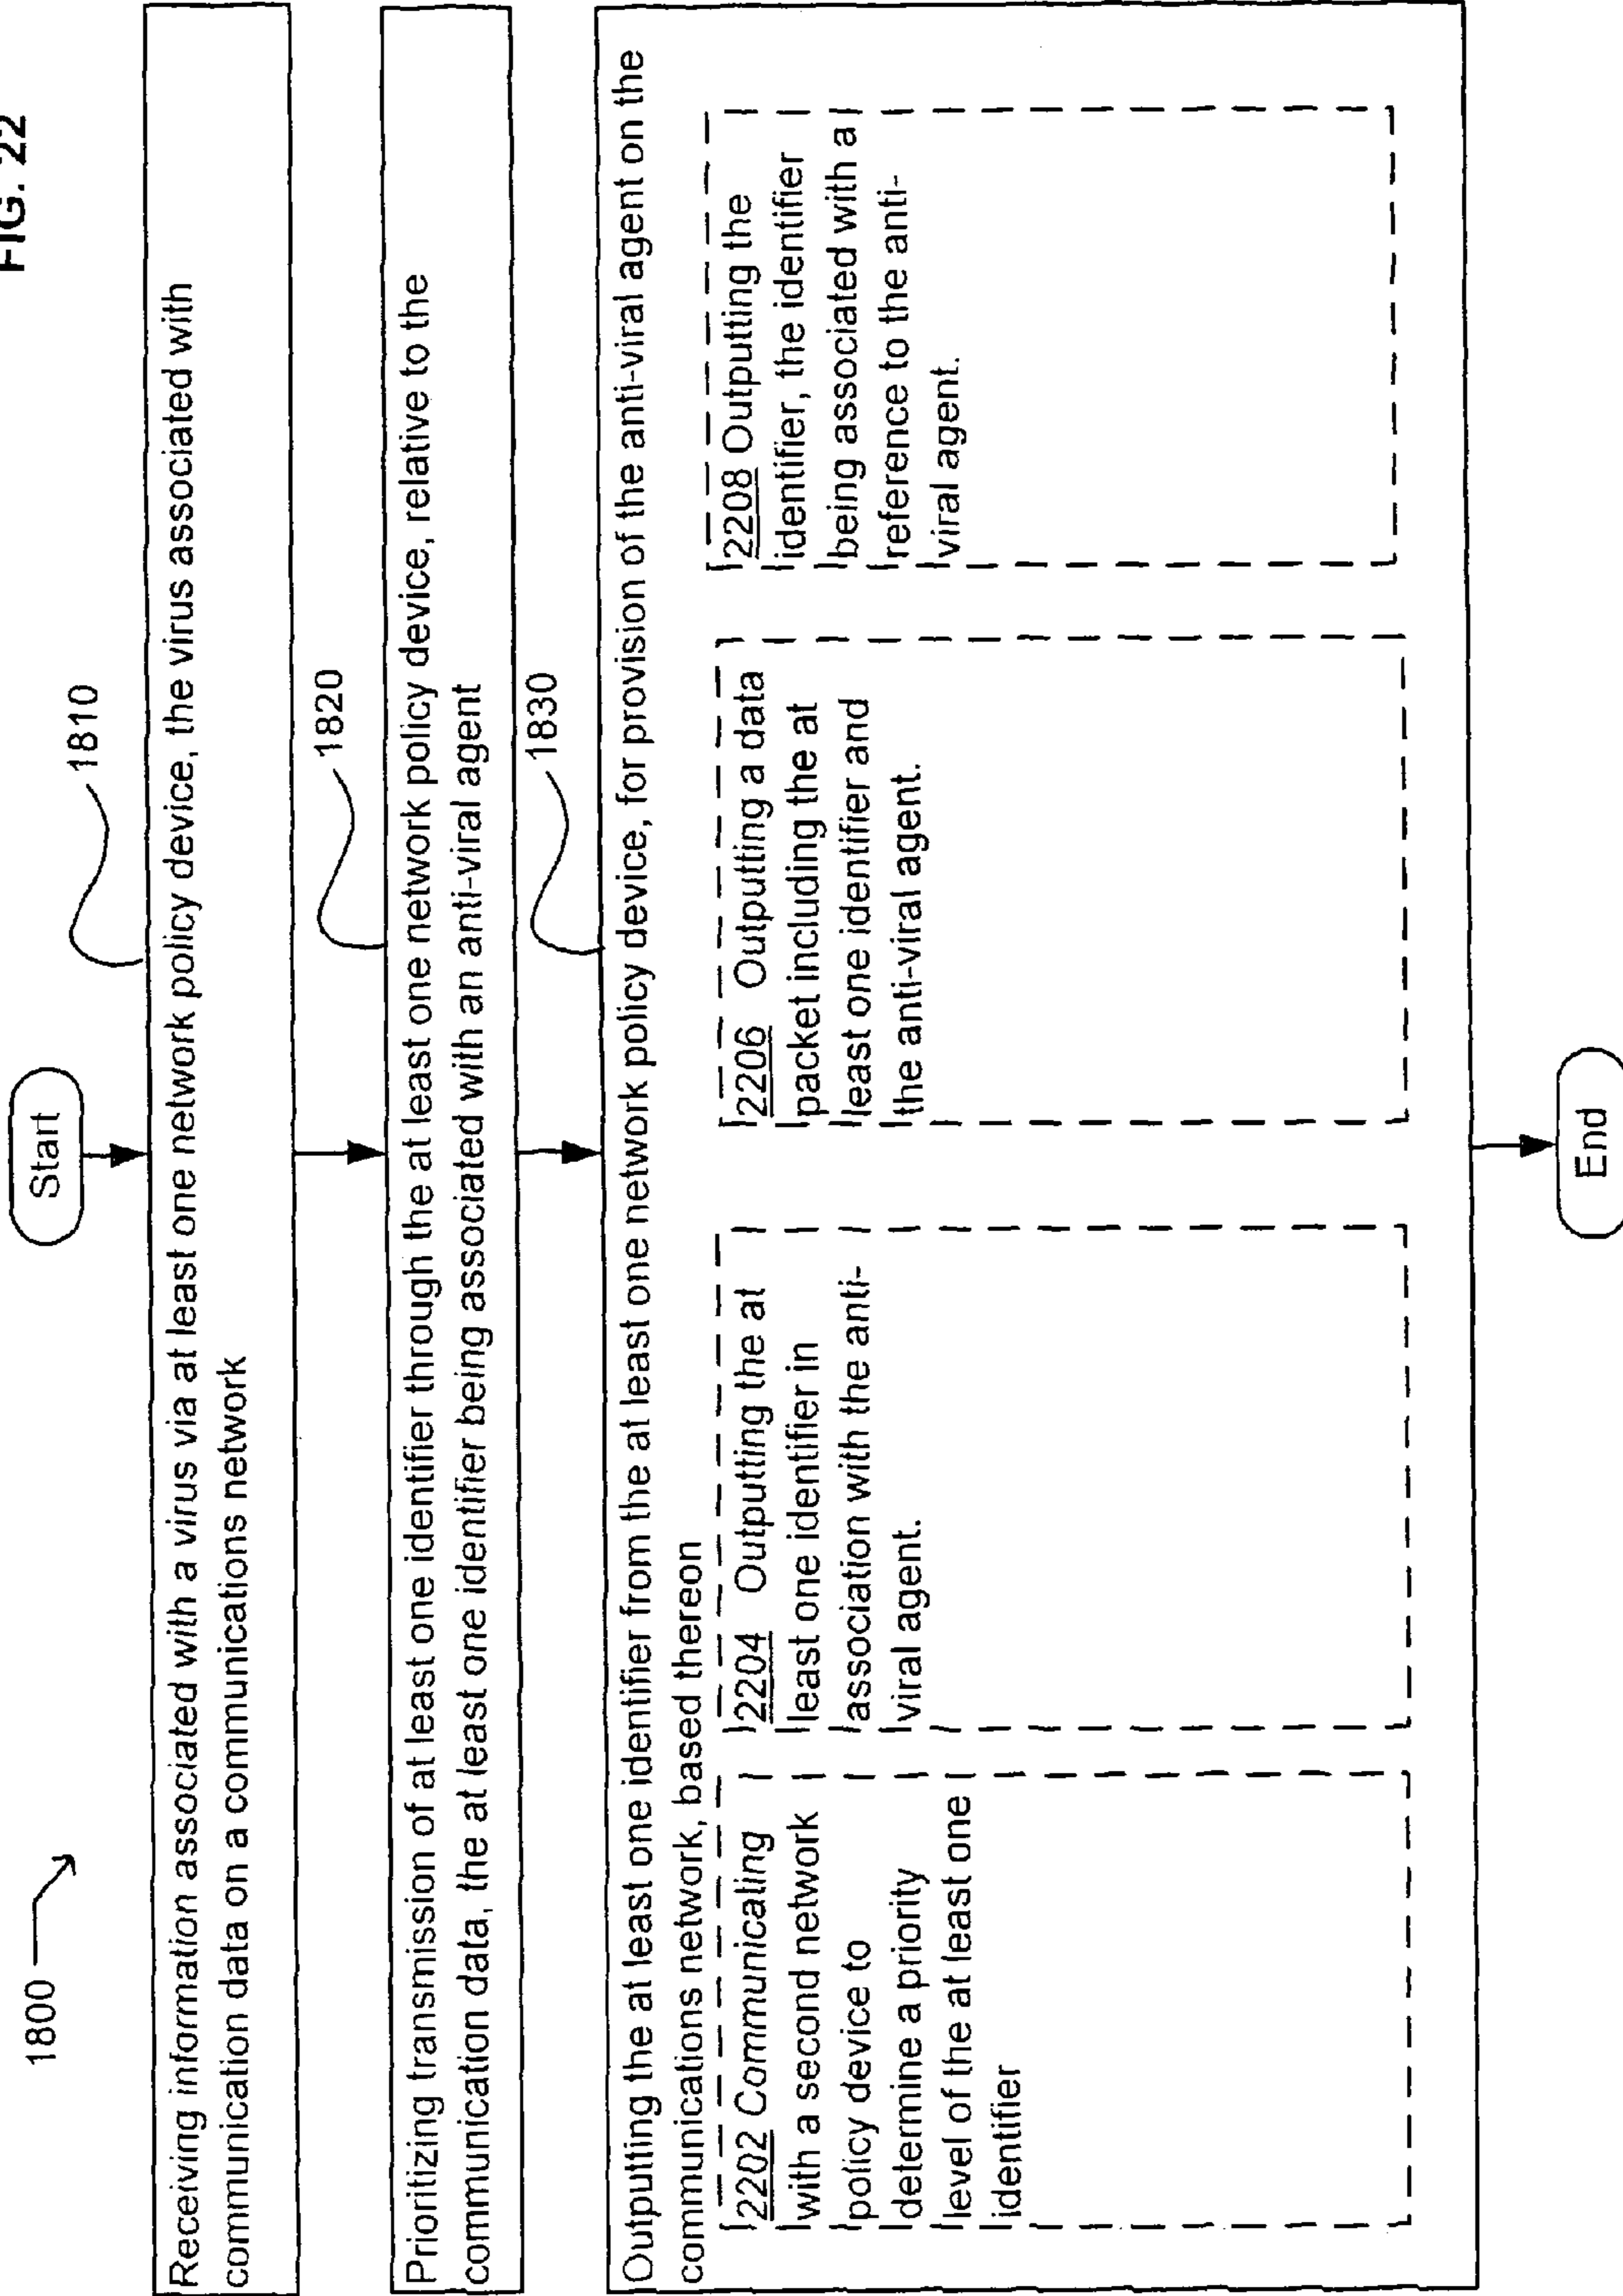 FIG. 22
1800
Start
1810
Receiving information associated with a virus via at least one network policy device, the virus associated with
communication data on a communications network
1820
Prioritizing transmission of at least one identifier through the at least one network policy device, relative to the
communication data, the at least one identifier being associated with an anti-viral agent
1830
Outputting the at least one identifier from the at least one network policy device, for provision of the anti-viral agent on the
communications network, based thereon
2202 Communicating
with a second network
policy device to
determine a priority
level of the at least one
identifier
2204 Outputting the at
least one identifier in
association with the anti-
viral agent.
2206 Outputting a data
packet including the at
least one identifier and
the anti-viral agent.
2208 Outputting the
identifier, the identifier
being associated with a
reference to the anti-
viral agent.
End